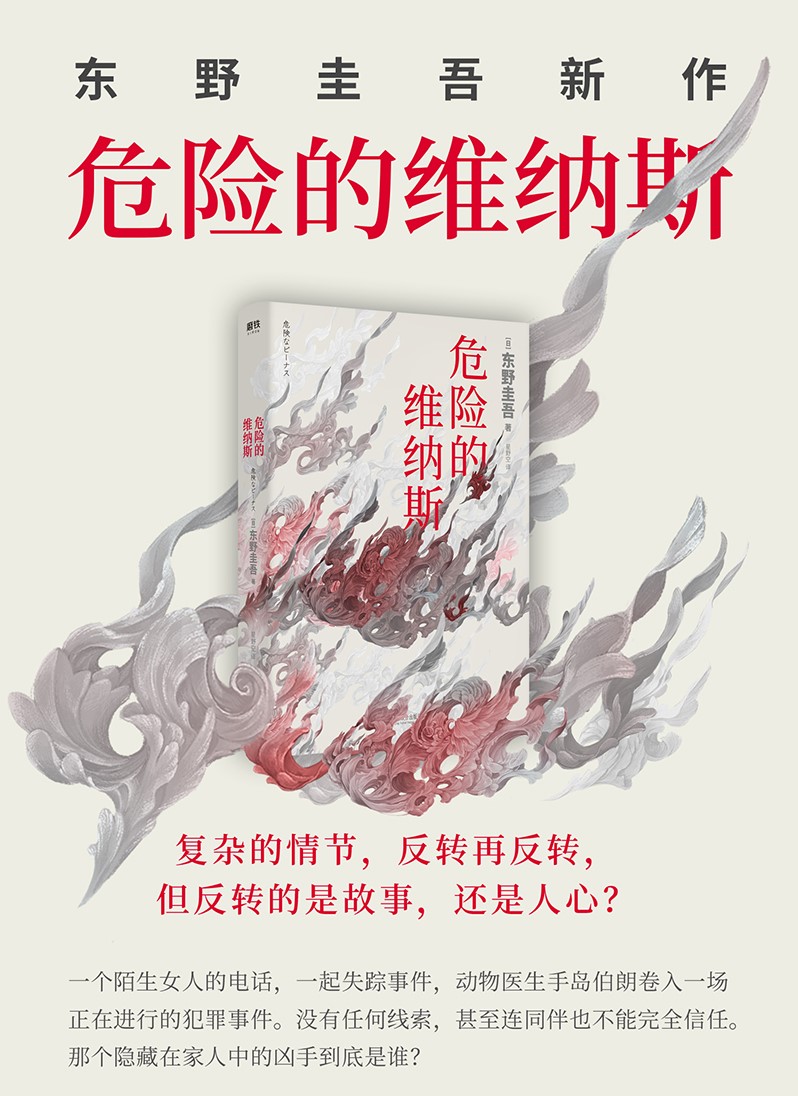 东野圭吾新作
危险的维纳斯
磨铁
危険なビーナス
[日]东野圭吾 著
危险的
维纳斯
危险的
维纳斯
危険なビーナス
[日]东野圭吾 著
复杂的情节，反转再反转，
但反转的是故事，还是人心？
一个陌生女人的电话，一起失踪事件，动物医生手岛伯朗卷入一场
正在进行的犯罪事件。没有任何线索，甚至连同伴也不能完全信任。
那个隐藏在家人中的凶手到底是谁？